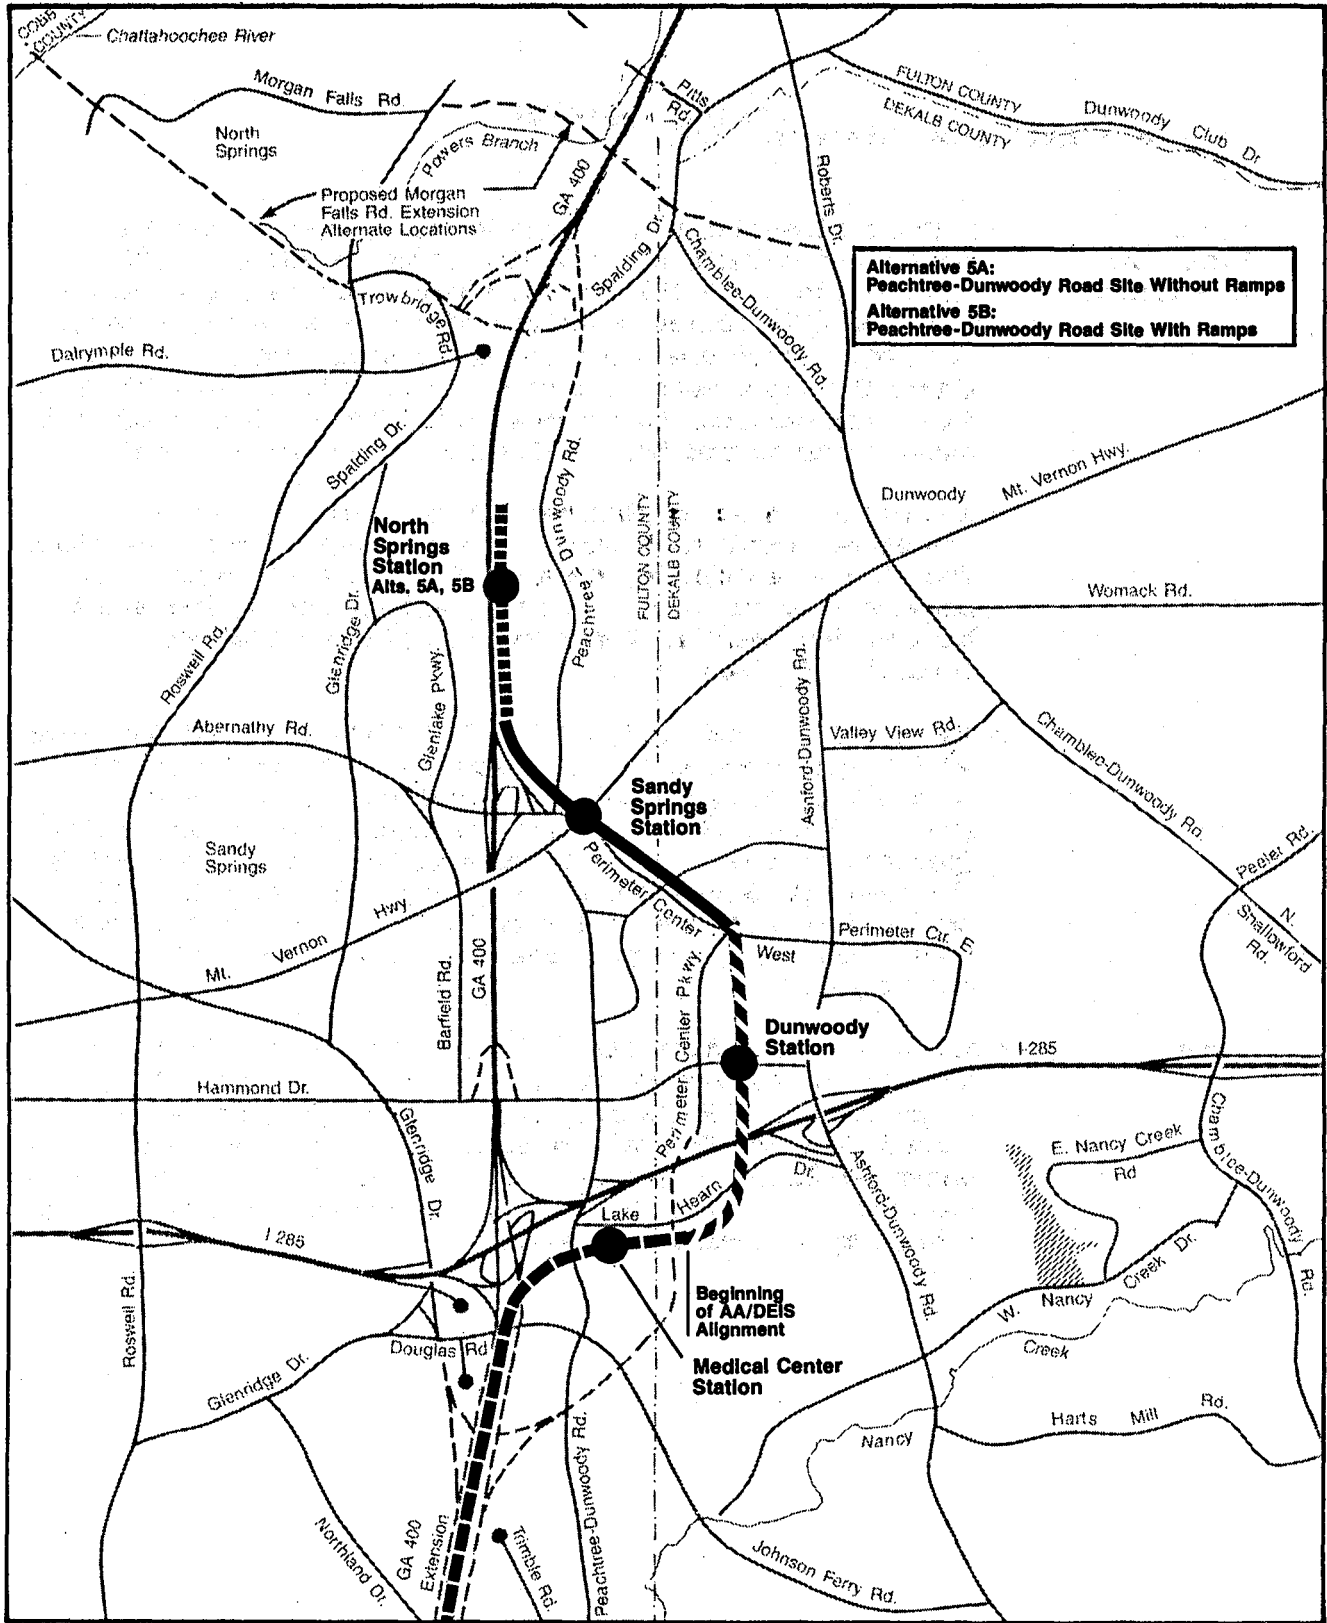 COBB
COUNTY
Chattahoochee River
Morgan Falls Rd.
North
Springs
Powers Branch
Proposed Morgan
Falls Rd. Extension
Alternate Locations
GA 400
Pitts
Rd.
FULTON COUNTY
DEKALB COUNTY
Dunwoody Club Dr.
Roberts Dr.
Spalding Dr.
Chamblee-Dunwoody Rd.
Alternative 5A:
Peachtree-Dunwoody Road Site Without Ramps
Alternative 5B:
Peachtree-Dunwoody Road Site With Ramps
Trowbridge Rd.
Dalrymple Rd.
Spalding Dr.
Peachtree - Dunwoody Rd.
FULTON COUNTY
DEKALB COUNTY
Dunwoody
Mt. Vernon Hwy.
North
Springs
Station
Alts. 5A, 5B
Womack Rd.
Roswell Rd.
Glenridge Dr.
Glenlake Pkwy.
Ashford-Dunwoody Rd.
Abernathy Rd.
Valley View Rd.
Chamblee-Dunwoody Rd.
Sandy
Springs
Station
Sandy
Springs
Perimeter Center
West
Peeler Rd.
N.
Shallowford
Rd.
Mt. Vernon Hwy
Barfield Rd.
GA 400
Perimeter Center Pkwy.
Perimeter Ctr. E.
Dunwoody
Station
I-285
Hammond Dr.
Glenridge Dr.
Perimeter Center
Lake Hearn Dr.
Ashford-Dunwoody Rd.
E. Nancy Creek
Rd
Chamblee-Dunwoody Rd.
I 285
W. Nancy Creek Dr.
Nancy Creek
Beginning
of AA/DEIS
Alignment
Medical Center
Station
Roswell Rd.
Douglas Rd
Glenridge Dr.
Harts Mill Rd.
Northland Dr.
GA 400
Extension
Trimble Rd.
Peachtree-Dunwoody Rd.
Johnson Ferry Rd.